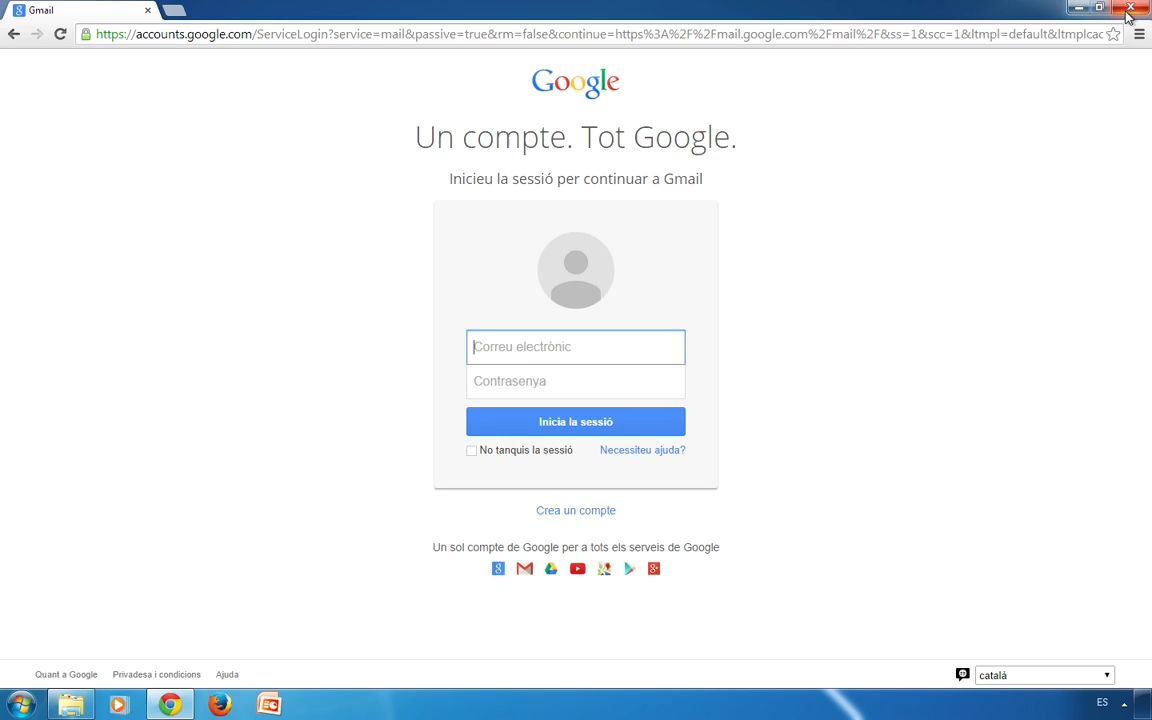 Gmail
https://accounts.google.com/ServiceLogin?service=mail&passive=true&rm=false&continue=https%3A%2F%2Fmail.google.com%2Fmail%2F&ss=1&scc=1&ltmpl=default&ltmplcac
Google
Un compte. Tot Google.
Inicieu la sessió per continuar a Gmail
Correu electrònic
Contrasenya
Inicia la sessió
No tanquis la sessió Necessiteu ajuda?
Crea un compte
Un sol compte de Google per a tots els serveis de Google
Quant a Google Privadesa i condicions Ajuda català
ES